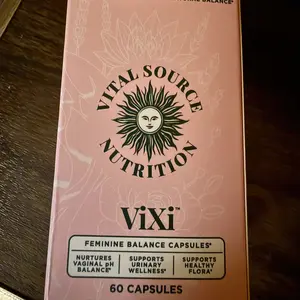 BALANCE*
VITAL SOURCE
NUTRITION
ViXi™
FEMININE BALANCE CAPSULES*
NURTURES
VAGINAL pH
BALANCE*
SUPPORTS
URINARY
WELLNESS*
SUPPORTS
HEALTHY
FLORA*
60 CAPSULES